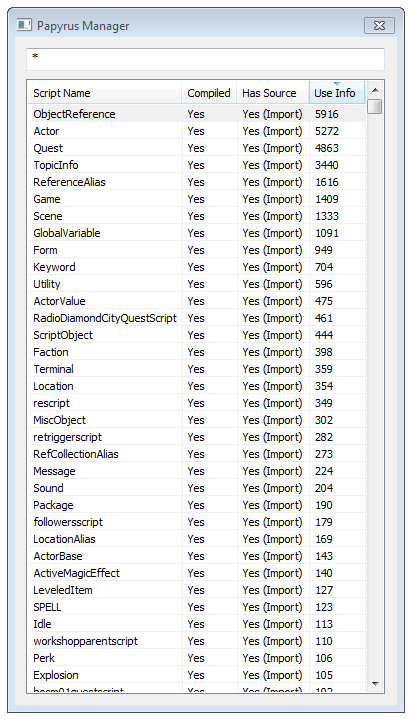 Papyrus Manager
*
Script Name Compiled Has Source Use Info
ObjectReference Yes Yes (Import) 5916
Actor Yes Yes (Import) 5272
Quest Yes Yes (Import) 4863
TopicInfo Yes Yes (Import) 3440
ReferenceAlias Yes Yes (Import) 1616
Game Yes Yes (Import) 1409
Scene Yes Yes (Import) 1333
GlobalVariable Yes Yes (Import) 1091
Form Yes Yes (Import) 949
Keyword Yes Yes (Import) 704
Utility Yes Yes (Import) 596
ActorValue Yes Yes (Import) 475
RadioDiamondCityQuestScript Yes Yes (Import) 461
ScriptObject Yes Yes (Import) 444
Faction Yes Yes (Import) 398
Terminal Yes Yes (Import) 359
Location Yes Yes (Import) 354
rescript Yes Yes (Import) 349
MiscObject Yes Yes (Import) 302
retriggerscript Yes Yes (Import) 282
RefCollectionAlias Yes Yes (Import) 273
Message Yes Yes (Import) 224
Sound Yes Yes (Import) 204
Package Yes Yes (Import) 190
followersscript Yes Yes (Import) 179
LocationAlias Yes Yes (Import) 169
ActorBase Yes Yes (Import) 143
ActiveMagicEffect Yes Yes (Import) 140
LeveledItem Yes Yes (Import) 127
SPELL Yes Yes (Import) 123
Idle Yes Yes (Import) 113
workshopparentscript Yes Yes (Import) 110
Perk Yes Yes (Import) 106
Explosion Yes Yes (Import) 105
Yes Yes (Import)